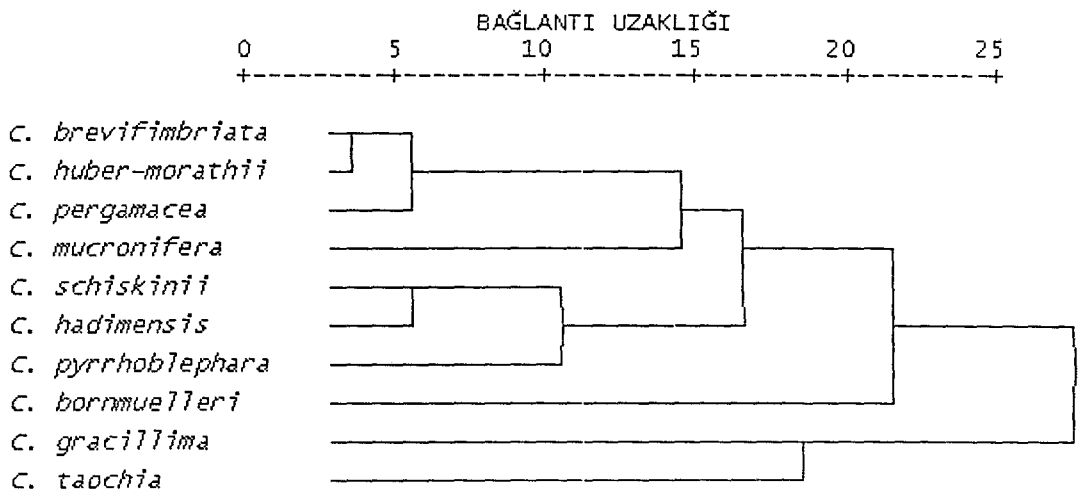 BAĞLANTI UZAKLIĞI
0 5 10 15 20 25
C. brevifimbriata
C. huber-morathii
C. pergamacea
C. mucronifera
C. schiskinii
C. hadimensis
C. pyrrhoblephara
C. bornmuelleri
C. gracillima
C. taochia